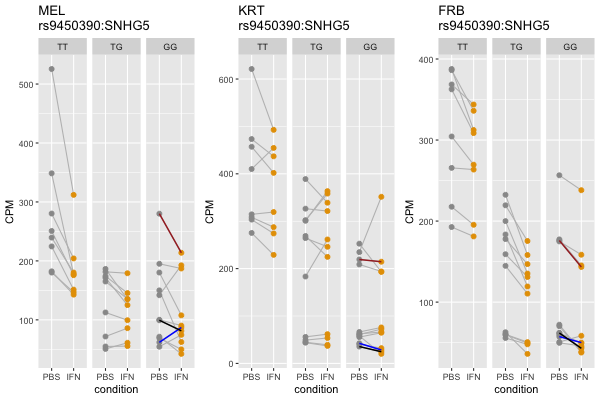 MEL
rs9450390:SNHG5
TT TG GG
CPM
500
400
300
200
100
PBS IFN PBS IFN PBS IFN
condition
KRT
rs9450390:SNHG5
TT TG GG
CPM
600
400
200
0
PBS IFN PBS IFN PBS IFN
condition
FRB
rs9450390:SNHG5
TT TG GG
CPM
400
300
200
100
PBS IFN PBS IFN PBS IFN
condition